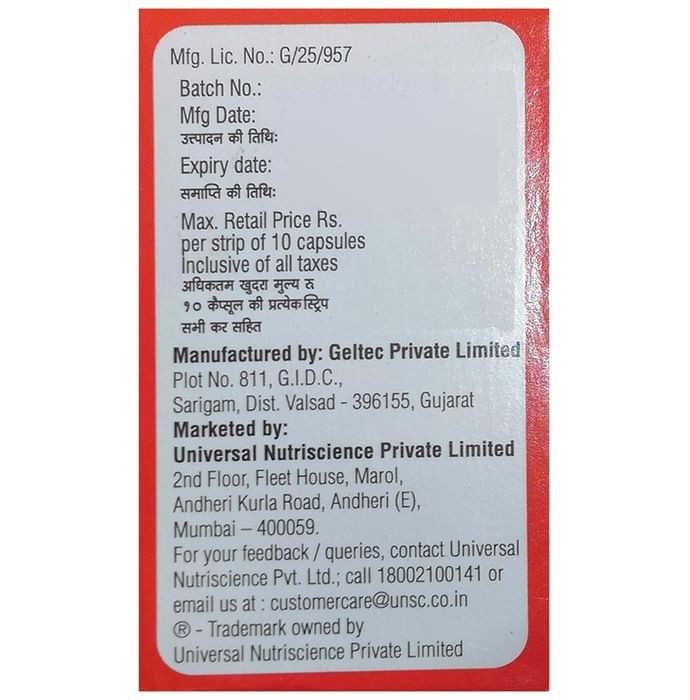 Mfg. Lic. No.: G/25/957
Batch No.:
Mfg Date:
उत्त्पादन की तिथिः
Expiry date:
समाप्ति की तिथिः
Max. Retail Price Rs.
per strip of 10 capsules
Inclusive of all taxes
अधिकतम खुदरा मुल्य रु
१० कैप्सूल की प्रत्येक स्ट्रिप
सभी कर सहित
Manufactured by: Geltec Private Limited
Plot No. 811, G.I.D.C.,
Sarigam, Dist. Valsad - 396155, Gujarat
Marketed by:
Universal Nutriscience Private Limited
2nd Floor, Fleet House, Marol,
Andheri Kurla Road, Andheri (E),
Mumbai – 400059.
For your feedback / queries, contact Universal
Nutriscience Pvt. Ltd.; call 18002100141 or
email us at : customercare@unsc.co.in
® - Trademark owned by
Universal Nutriscience Private Limited